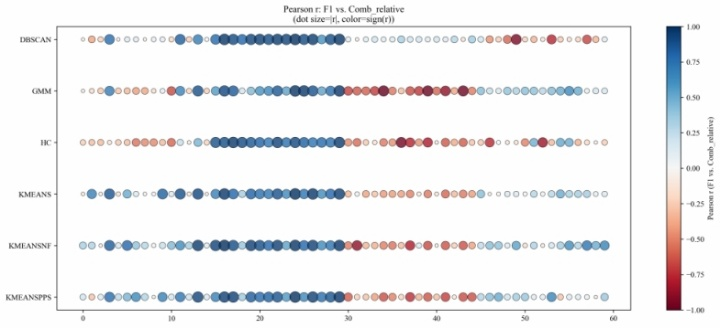 Pearson r: F1 vs. Comb_relative
(dot size=|r|, color=sign(r))
DBSCAN
GMM
HC
KMEANS
KMEANSNF
KMEANSPPS
0 10 20 30 40 50 60
1.00
0.75
0.50
0.25
0.00
−0.25
−0.50
−0.75
−1.00
Pearson r (F1 vs. Comb_relative)